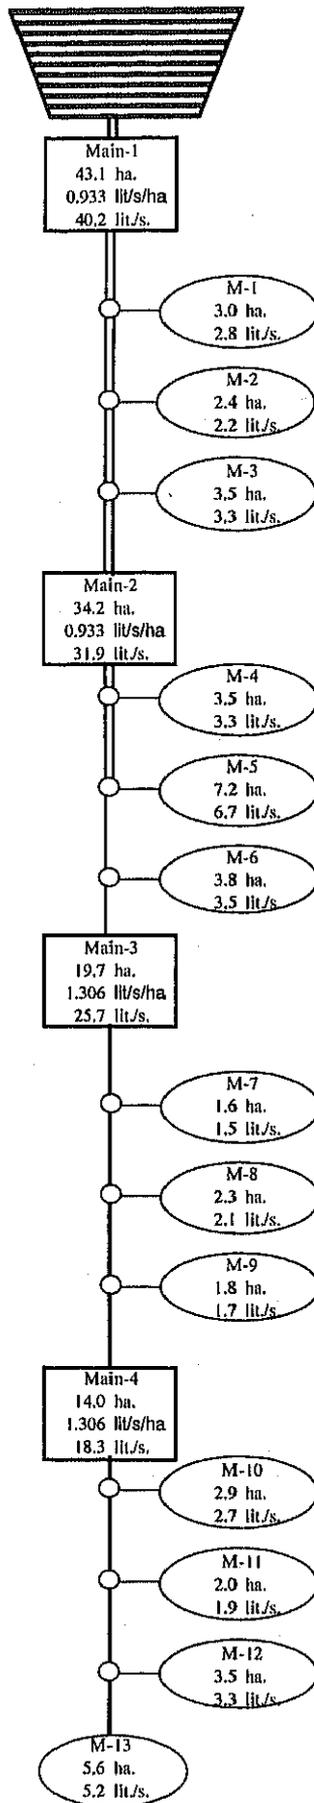 Main-1
43.1 ha.
0.933 lit/s/ha
40.2 lit./s.
M-1
3.0 ha.
2.8 lit./s.
M-2
2.4 ha.
2.2 lit./s.
M-3
3.5 ha.
3.3 lit./s.
Main-2
34.2 ha.
0.933 lit/s/ha
31.9 lit./s.
M-4
3.5 ha.
3.3 lit./s.
M-5
7.2 ha.
6.7 lit./s.
M-6
3.8 ha.
3.5 lit./s
Main-3
19.7 ha.
1.306 lit/s/ha
25.7 lit./s.
M-7
1.6 ha.
1.5 lit./s.
M-8
2.3 ha.
2.1 lit./s.
M-9
1.8 ha.
1.7 lit./s.
Main-4
14.0 ha.
1.306 lit/s/ha
18.3 lit./s.
M-10
2.9 ha.
2.7 lit./s.
M-11
2.0 ha.
1.9 lit./s.
M-12
3.5 ha.
3.3 lit./s.
M-13
5.6 ha.
5.2 lit./s.